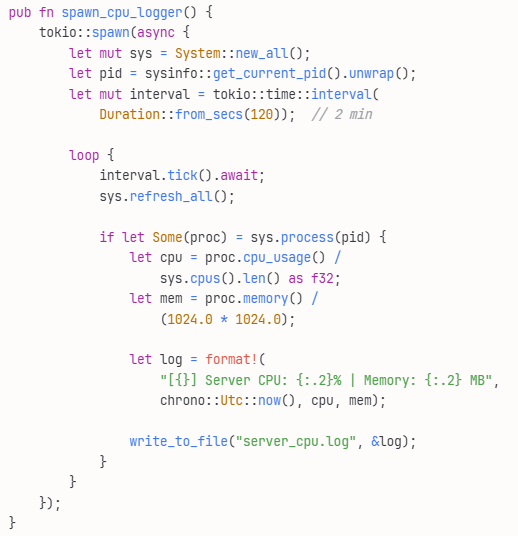 pub fn spawn_cpu_logger() {
    tokio::spawn(async {
        let mut sys = System::new_all();
        let pid = sysinfo::get_current_pid().unwrap();
        let mut interval = tokio::time::interval(
            Duration::from_secs(120));  // 2 min

        loop {
            interval.tick().await;
            sys.refresh_all();

            if let Some(proc) = sys.process(pid) {
                let cpu = proc.cpu_usage() /
                    sys.cpus().len() as f32;
                let mem = proc.memory() /
                    (1024.0 * 1024.0);

                let log = format!(
                    "[{}] Server CPU: {:.2}% | Memory: {:.2} MB",
                    chrono::Utc::now(), cpu, mem);

                write_to_file("server_cpu.log", &log);
            }
        }
    });
}